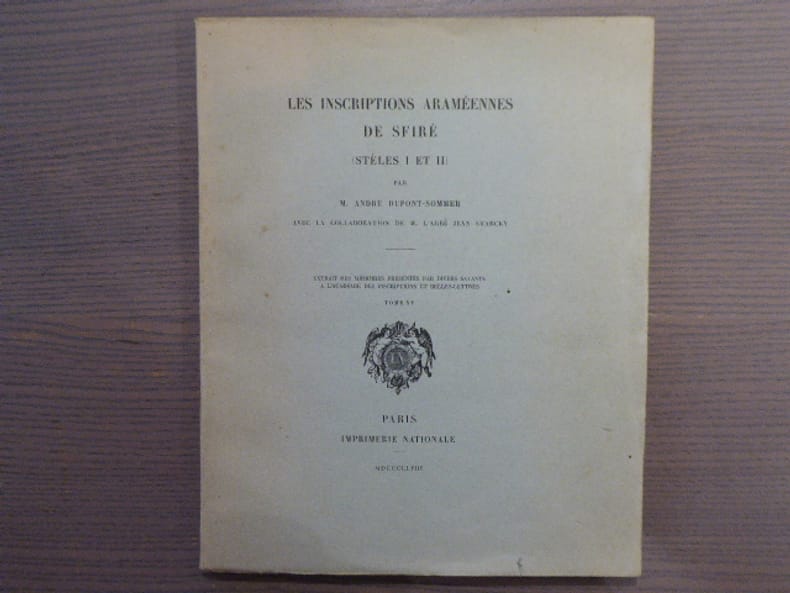 LES INSCRIPTIONS ARAMÉENNES
DE SFIRÉ
(STÈLES I ET II)
PAR
M. ANDRÉ DUPONT-SOMMER
AVEC LA COLLABORATION DE M. L'ABBÉ JEAN STARCKY
EXTRAIT DES MÉMOIRES PRÉSENTÉS PAR DIVERS SAVANTS
À L'ACADÉMIE DES INSCRIPTIONS ET BELLES-LETTRES
TOME XV
PARIS
IMPRIMERIE NATIONALE
MDCCCCLVIII